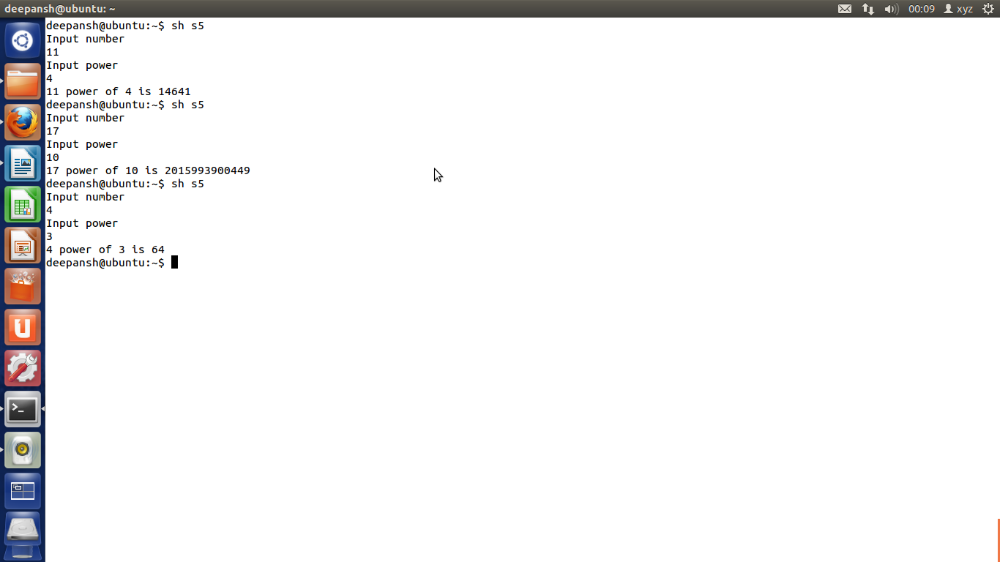 deepansh@ubuntu: ~
00:09
xyz
deepansh@ubuntu:~$ sh s5
Input number
11
Input power
4
11 power of 4 is 14641
deepansh@ubuntu:~$ sh s5
Input number
17
Input power
10
17 power of 10 is 2015993900449
deepansh@ubuntu:~$ sh s5
Input number
4
Input power
3
4 power of 3 is 64
deepansh@ubuntu:~$